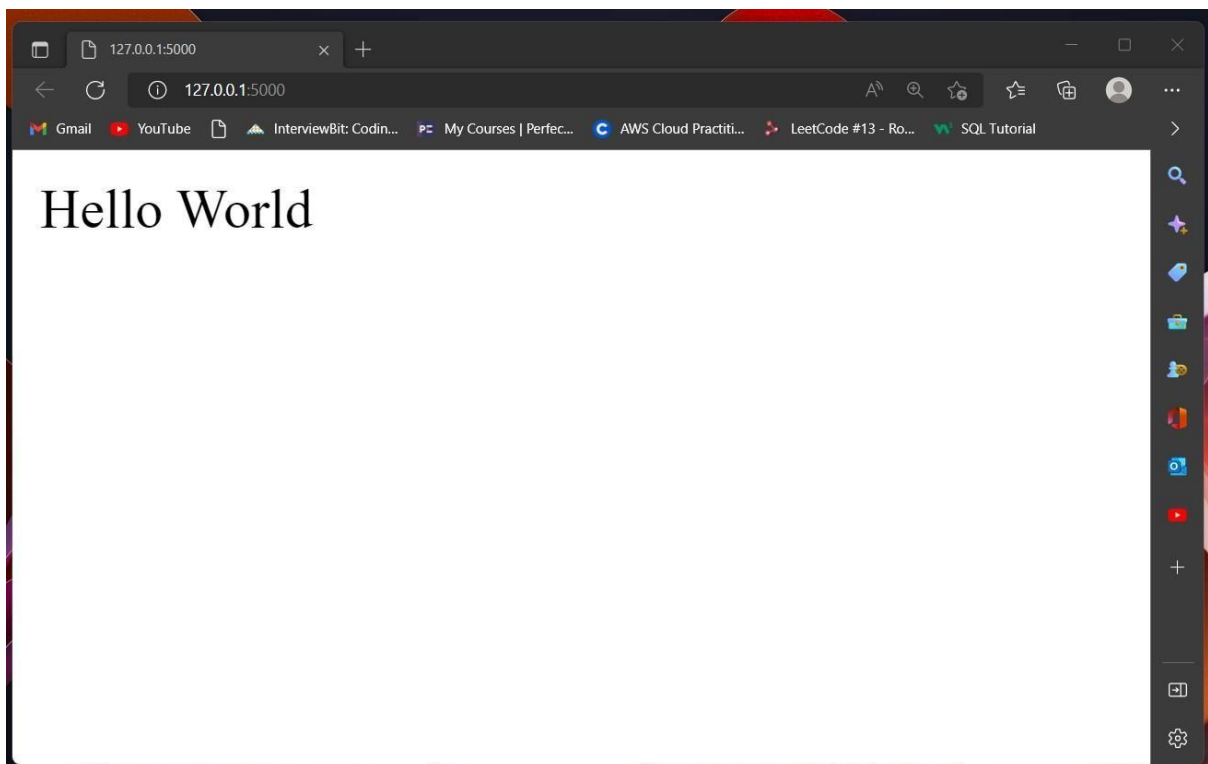 127.0.0.1:5000
127.0.0.1:5000
Gmail YouTube InterviewBit: Codin... PE My Courses | Perfec... C AWS Cloud Practiti... LeetCode #13 - Ro... SQL Tutorial
Hello World